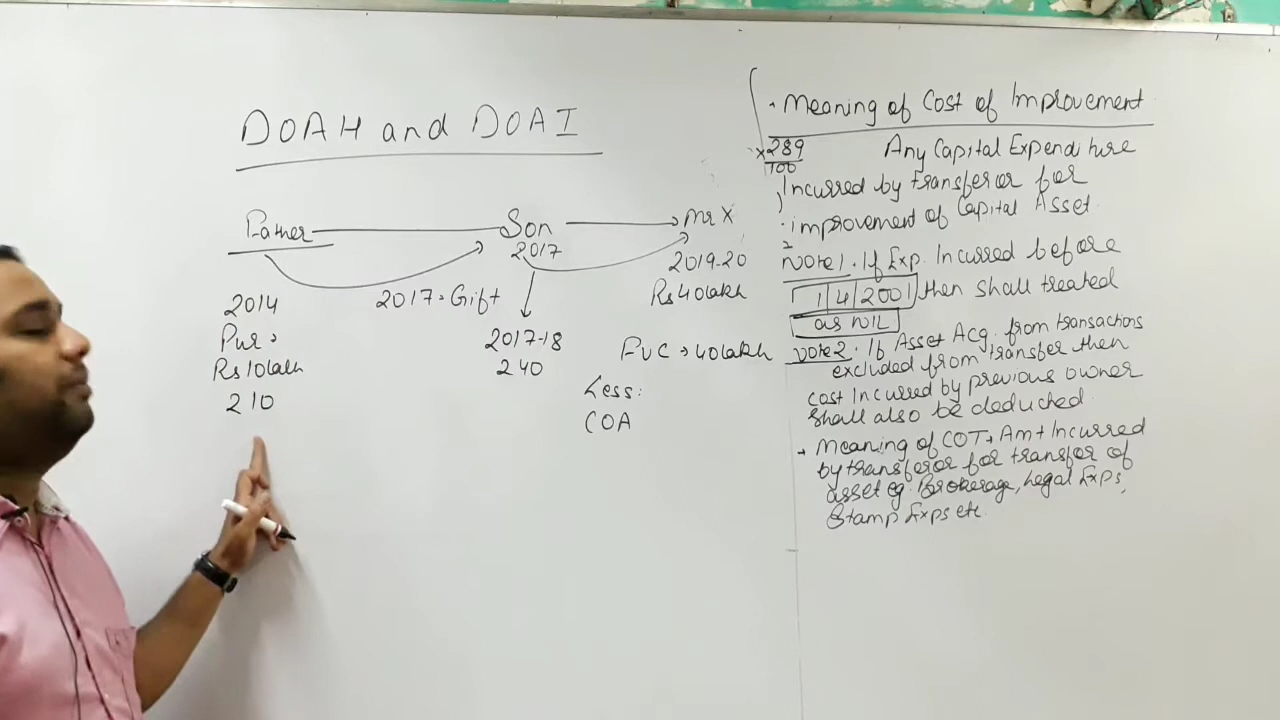 DOAH and DOAI
Father
Son
Mr X
2017
2014
Pur >
Rs 10 lakh
210
2017 > Gift
2017-18
240
2019-20
Rs 40 lakh
FVC > 40 lakh
Less:
COA
Meaning of Cost of Improvement
× 289
100
Any Capital Expenditure
Incurred by transferor for
improvement of Capital Asset.
Note 1. If Exp. Incurred before
1/4/2001 then shall treated
as NIL
Note 2. If Asset Acq. from transactions
excluded from transfer then
cost Incurred by previous owner
shall also be deducted
Meaning of COT > Amt Incurred
by transferor for transfer of
asset eg. Brokerage, Legal Exps,
Stamp Exps etc.